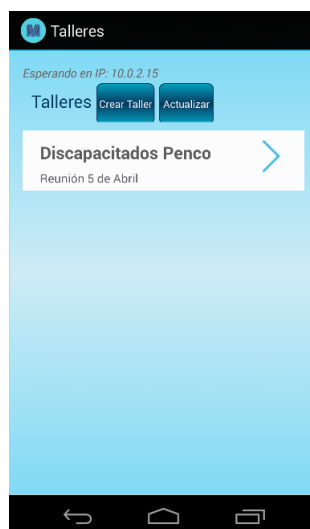 M Talleres
Esperando en IP: 10.0.2.15
Talleres Crear Taller Actualizar
Discapacitados Penco
Reunión 5 de Abril